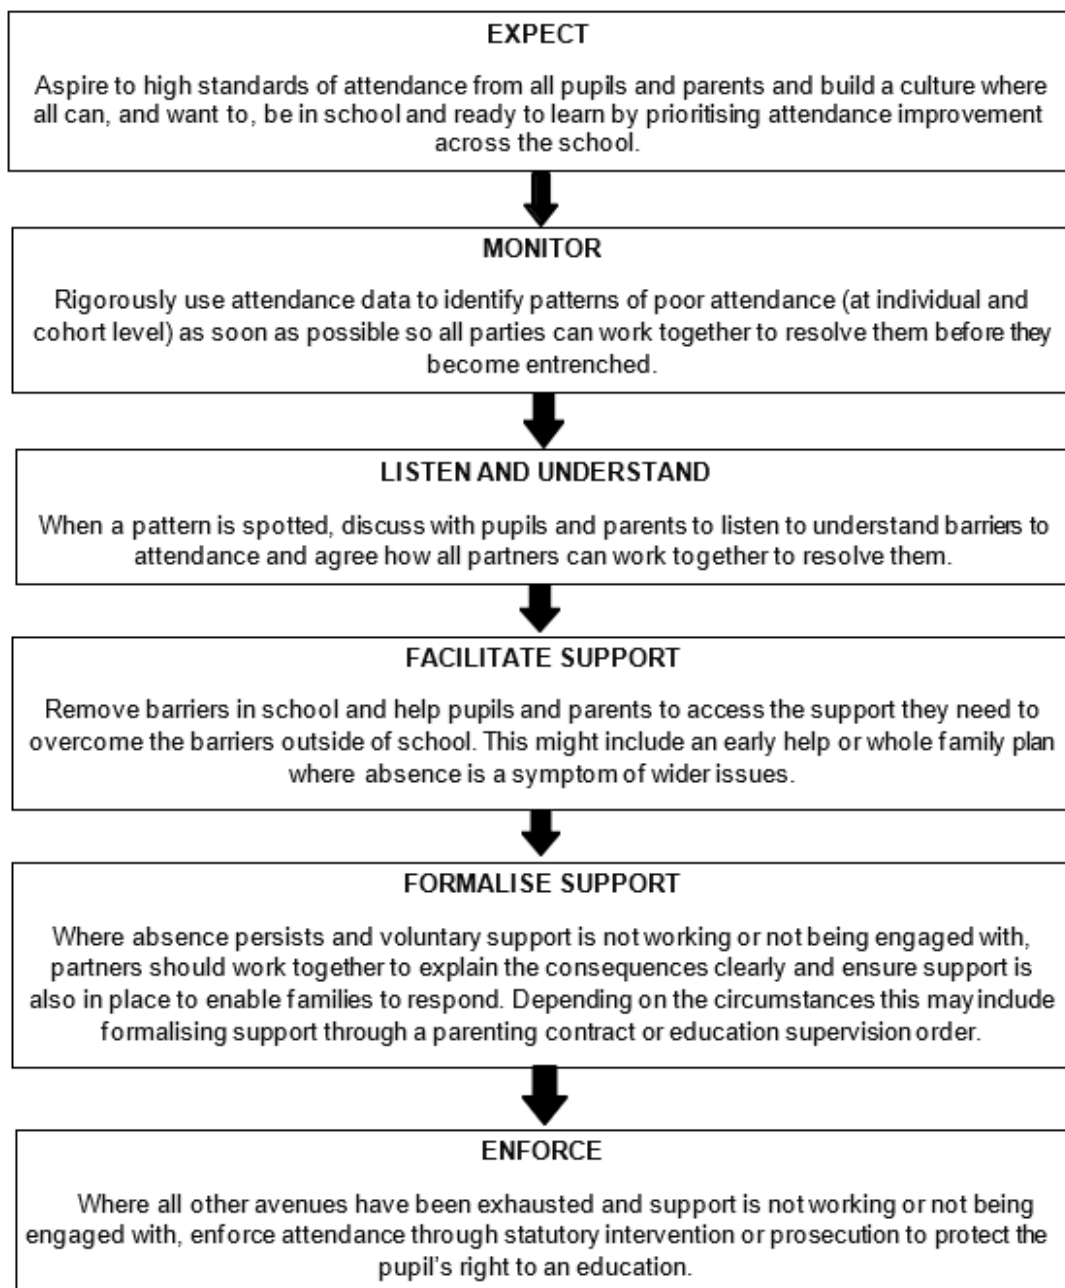 EXPECT
Aspire to high standards of attendance from all pupils and parents and build a culture where
all can, and want to, be in school and ready to learn by prioritising attendance improvement
across the school.
MONITOR
Rigorously use attendance data to identify patterns of poor attendance (at individual and
cohort level) as soon as possible so all parties can work together to resolve them before they
become entrenched.
LISTEN AND UNDERSTAND
When a pattern is spotted, discuss with pupils and parents to listen to understand barriers to
attendance and agree how all partners can work together to resolve them.
FACILITATE SUPPORT
Remove barriers in school and help pupils and parents to access the support they need to
overcome the barriers outside of school. This might include an early help or whole family plan
where absence is a symptom of wider issues.
FORMALISE SUPPORT
Where absence persists and voluntary support is not working or not being engaged with,
partners should work together to explain the consequences clearly and ensure support is
also in place to enable families to respond. Depending on the circumstances this may include
formalising support through a parenting contract or education supervision order.
ENFORCE
Where all other avenues have been exhausted and support is not working or not being
engaged with, enforce attendance through statutory intervention or prosecution to protect the
pupil's right to an education.